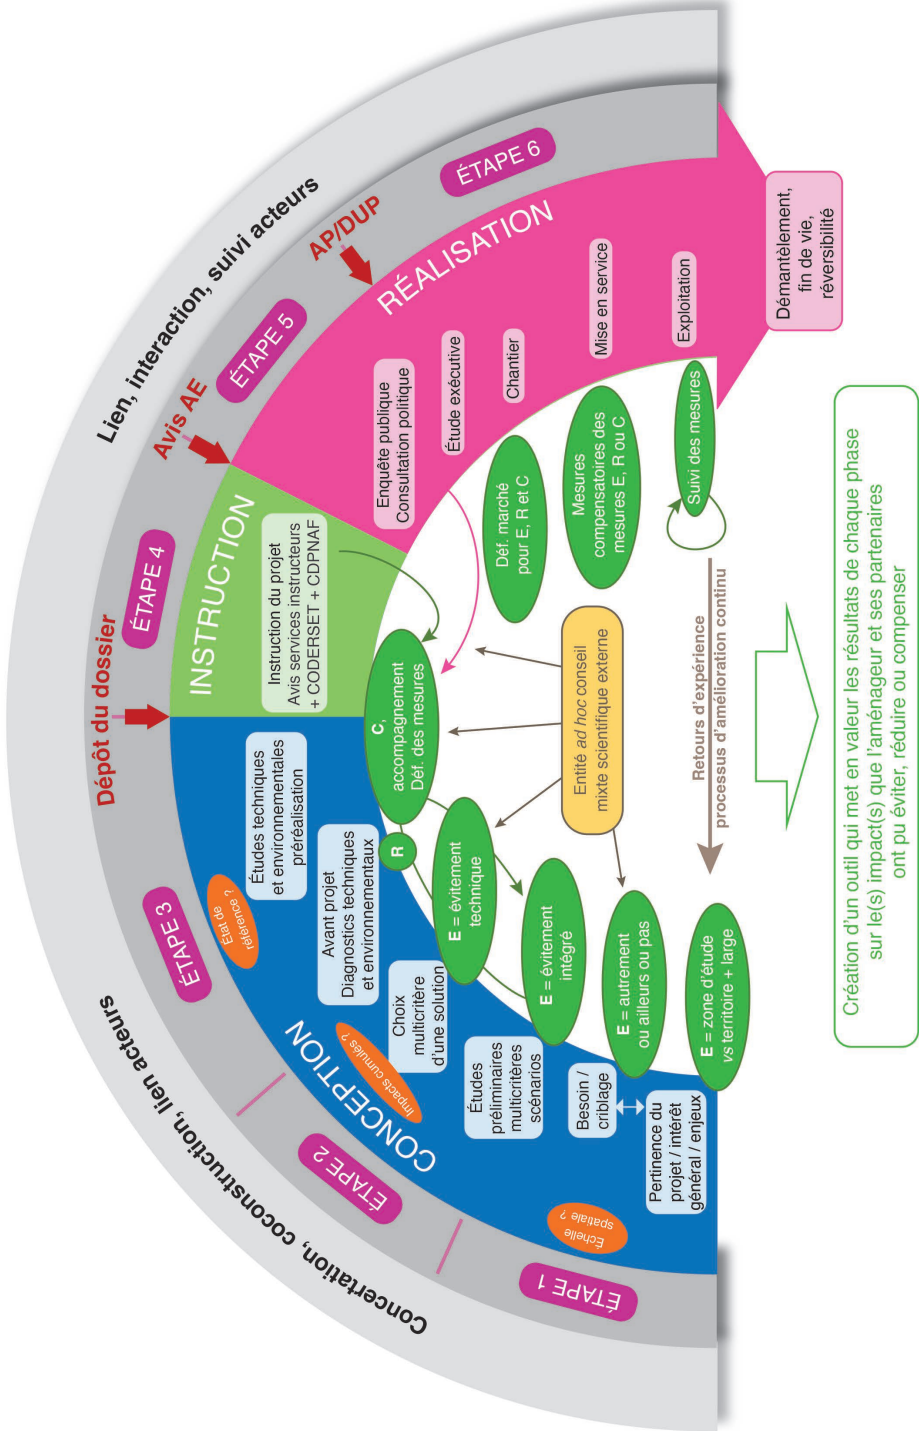 Concertation, coconstruction, lien acteurs
Lien, interaction, suivi acteurs
ÉTAPE 1
ÉTAPE 2
ÉTAPE 3
Dépôt du dossier
ÉTAPE 4
Avis AE
ÉTAPE 5
AP/DUP
ÉTAPE 6
CONCEPTION
Échelle
spatiale ?
Pertinence du
projet / intérêt
général / enjeux
Besoin /
criblage
Études
préliminaires
multicritères
scénarios
Impacts cumulés ?
Choix
multicritère
d'une solution
Avant projet
Diagnostics techniques
et environnementaux
État de
référence ?
Études techniques
et environnementales
préréalisation
INSTRUCTION
Instruction du projet
Avis services instructeurs
+ CODERSET + CDPNAF
RÉALISATION
Enquête publique
Consultation politique
Étude exécutive
Chantier
Mise en service
Exploitation
Démantèlement,
fin de vie,
réversibilité
E = zone d'étude
vs territoire + large
E = autrement
ou ailleurs ou pas
E = évitement
intégré
E = évitement
technique
R
C,
accompagnement
Déf. des mesures
Déf. marché
pour E, R et C
Mesures
compensatoires des
mesures E, R ou C
Suivi des mesures
Entité ad hoc conseil
mixte scientifique externe
Retours d'expérience
processus d'amélioration continu
Création d'un outil qui met en valeur les résultats de chaque phase
sur le(s) impact(s) que l'aménageur et ses partenaires
ont pu éviter, réduire ou compenser